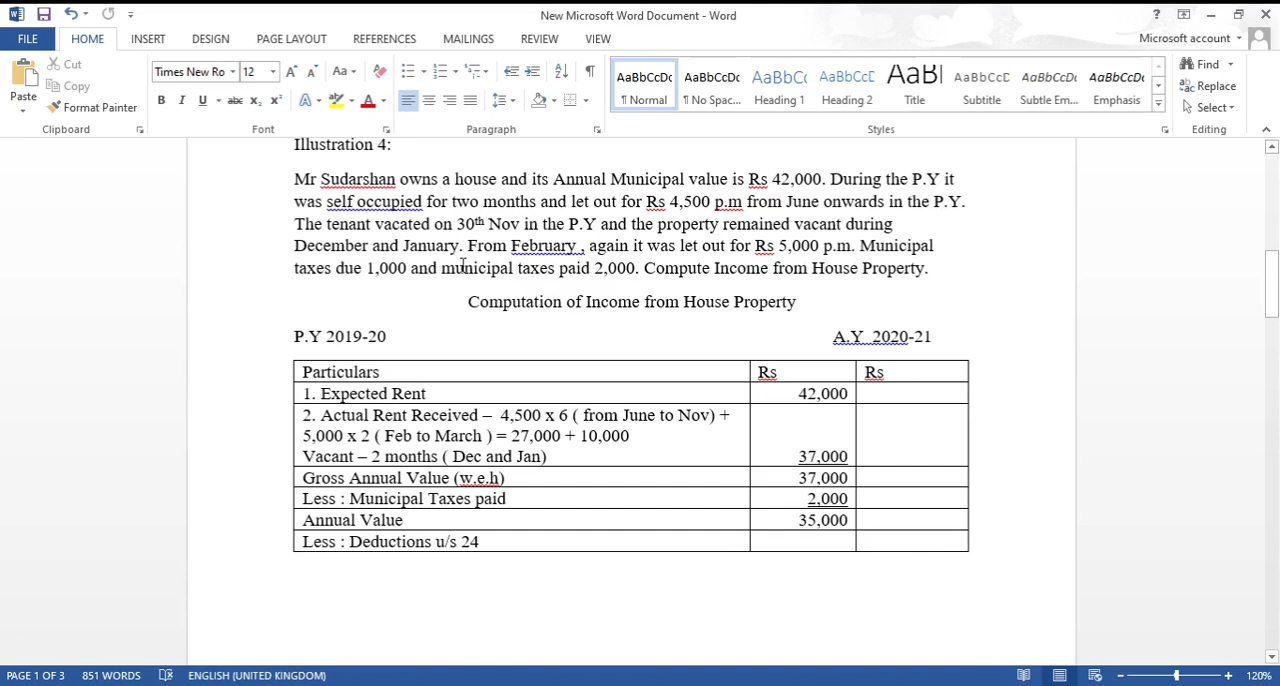 New Microsoft Word Document - Word
FILE HOME INSERT DESIGN PAGE LAYOUT REFERENCES MAILINGS REVIEW VIEW Microsoft account
Cut
Copy
Format Painter
Paste
Clipboard
Times New Ro 12
Font
Paragraph
AaBbCcDc AaBbCcDc AaBbCc AaBbCcC AaBl AaBbCcD AaBbCcDc AaBbCcDc
¶ Normal ¶ No Spac... Heading 1 Heading 2 Title Subtitle Subtle Em... Emphasis
Styles
Find
Replace
Select
Editing
Illustration 4:
Mr Sudarshan owns a house and its Annual Municipal value is Rs 42,000. During the P.Y it
was self occupied for two months and let out for Rs 4,500 p.m from June onwards in the P.Y.
The tenant vacated on 30th Nov in the P.Y and the property remained vacant during
December and January. From February , again it was let out for Rs 5,000 p.m. Municipal
taxes due 1,000 and municipal taxes paid 2,000. Compute Income from House Property.
Computation of Income from House Property
P.Y 2019-20 A.Y 2020-21
Particulars Rs Rs
1. Expected Rent 42,000
2. Actual Rent Received – 4,500 x 6 ( from June to Nov) +
5,000 x 2 ( Feb to March ) = 27,000 + 10,000
Vacant – 2 months ( Dec and Jan) 37,000
Gross Annual Value (w.e.h) 37,000
Less : Municipal Taxes paid 2,000
Annual Value 35,000
Less : Deductions u/s 24
PAGE 1 OF 3 851 WORDS ENGLISH (UNITED KINGDOM) 120%